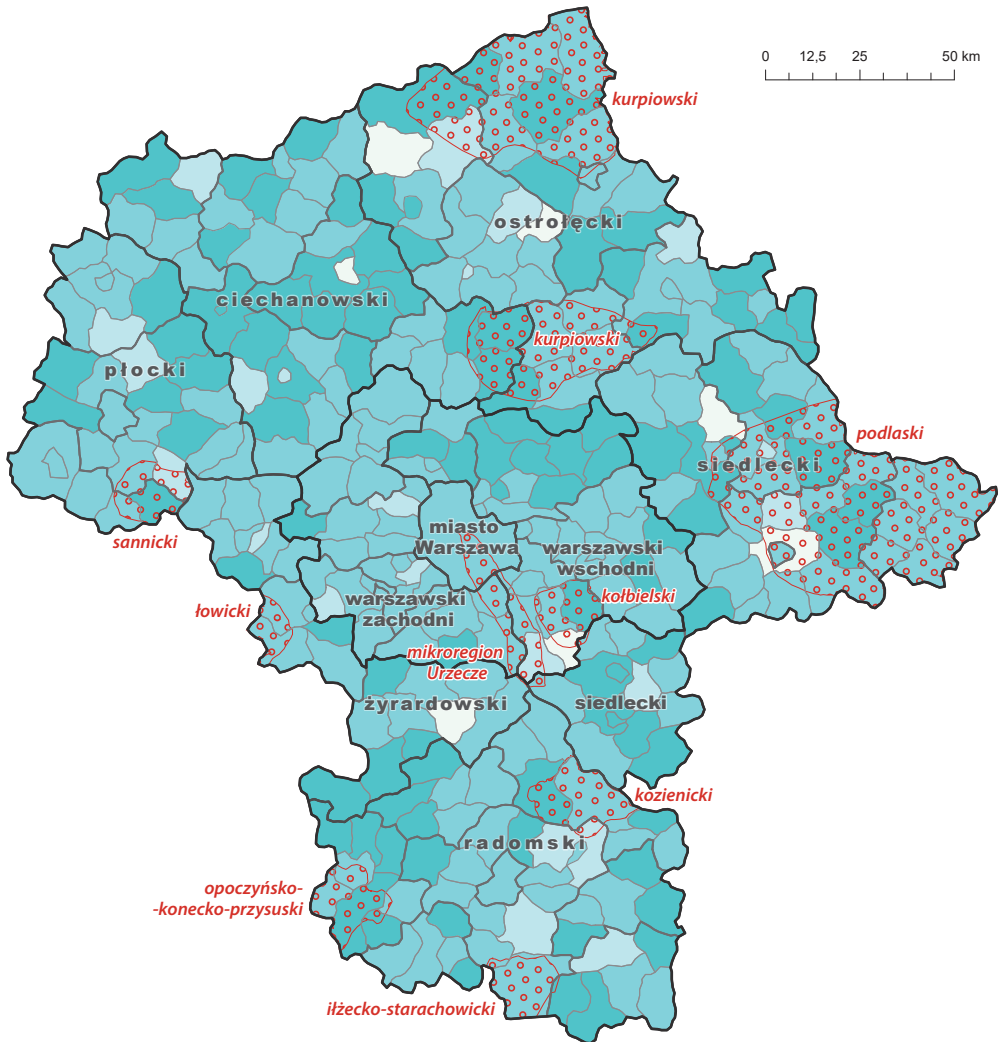 0 12,5 25 50 km
kurpiowski
ostrołęcki
ciechanowski
kurpiowski
płocki
podlaski
siedlecki
sannicki
miasto
Warszawa
warszawski
wschodni
łowicki
warszawski
zachodni
kołbielski
mikroregion
Urzecze
żyrardowski
siedlecki
kozienicki
radomski
opoczyńsko-
-konecko-przysuski
iłżecko-starachowicki